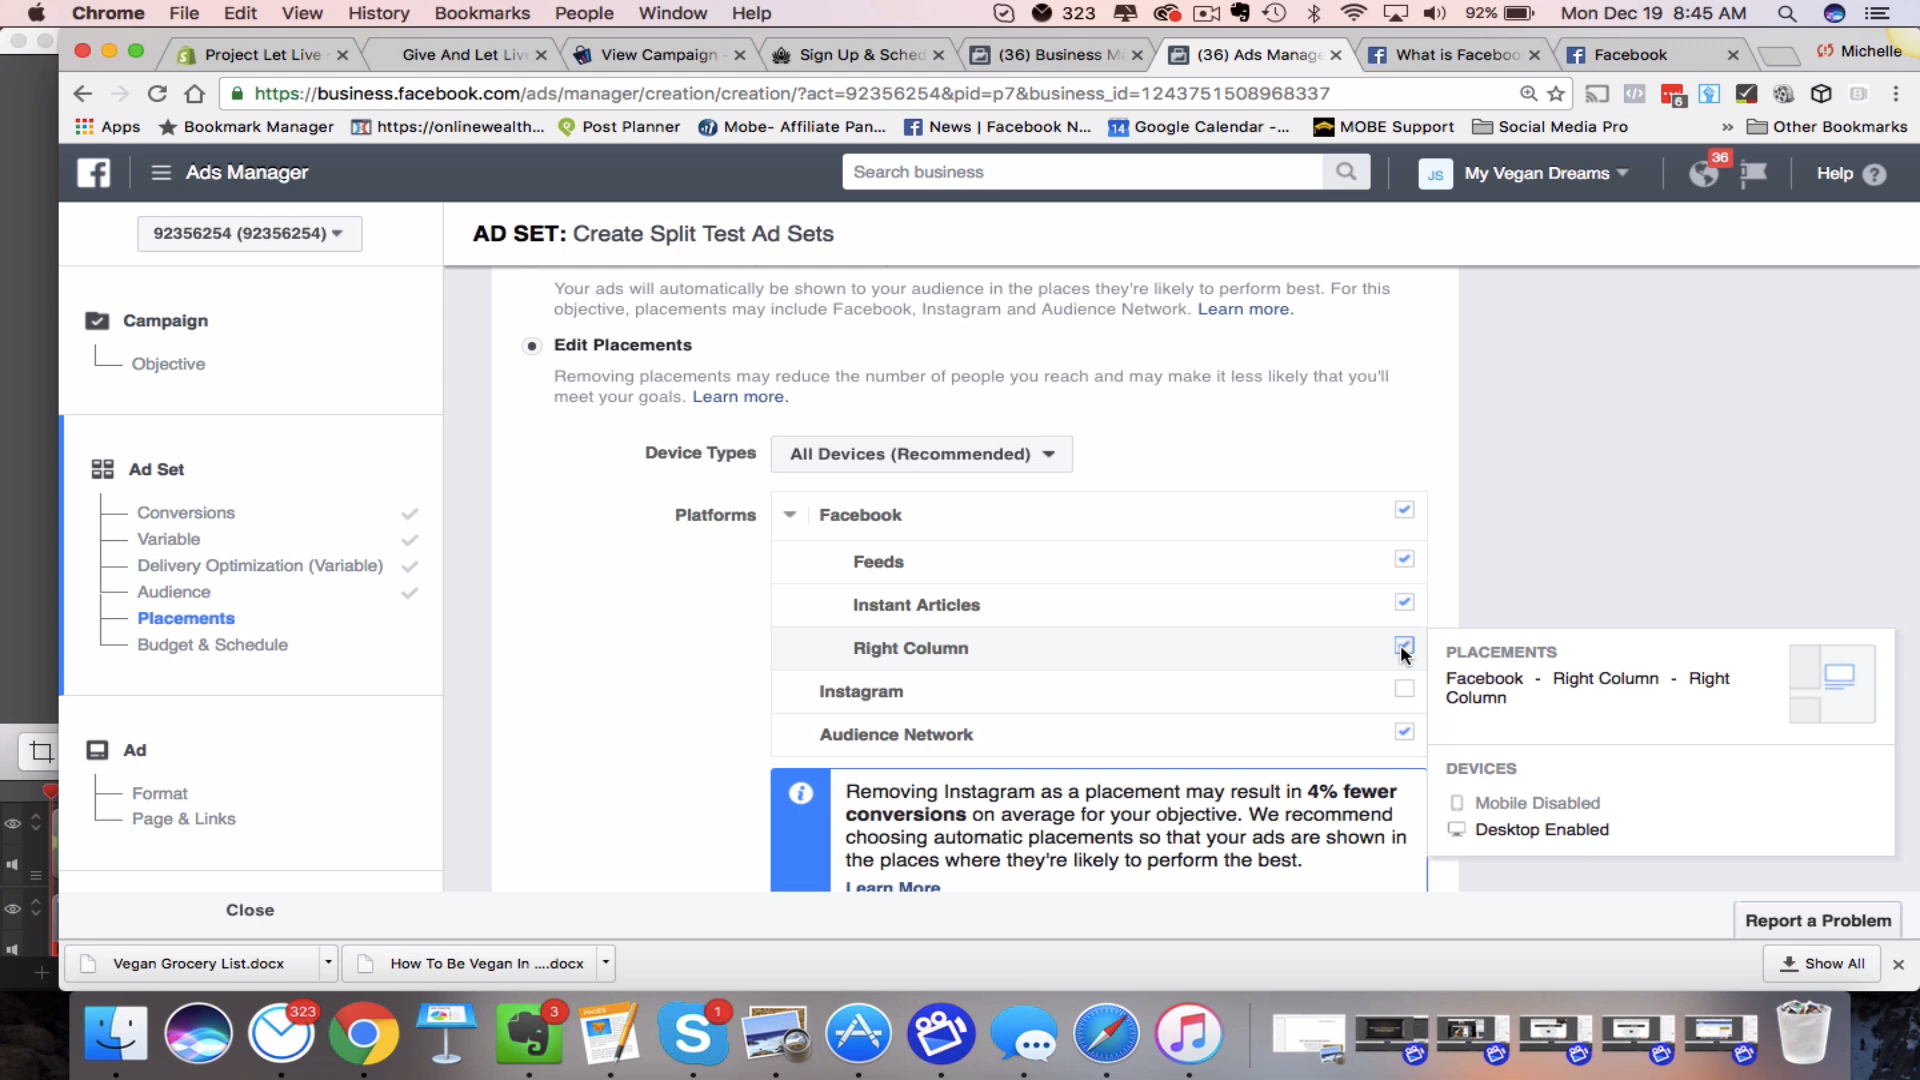 Chrome File Edit View History Bookmarks People Window Help
323 92% Mon Dec 19 8:45 AM
Project Let Live
Give And Let Liv
View Campaign
Sign Up & Sched
(36) Business M
(36) Ads Manage
What is Faceboo
Facebook
Michelle
https://business.facebook.com/ads/manager/creation/creation/?act=92356254&pid=p7&business_id=1243751508968337
6
Apps Bookmark Manager https://onlinewealth... Post Planner Mobe- Affiliate Pan... News | Facebook N... 14 Google Calendar -... MOBE Support Social Media Pro » Other Bookmarks
Ads Manager
Search business
JS My Vegan Dreams
36
Help ?
92356254 (92356254)
AD SET: Create Split Test Ad Sets
Campaign
Objective
Ad Set
Conversions
Variable
Delivery Optimization (Variable)
Audience
Placements
Budget & Schedule
Ad
Format
Page & Links
Close
Your ads will automatically be shown to your audience in the places they're likely to perform best. For this
objective, placements may include Facebook, Instagram and Audience Network. Learn more.
Edit Placements
Removing placements may reduce the number of people you reach and may make it less likely that you'll
meet your goals. Learn more.
Device Types All Devices (Recommended)
Platforms Facebook
Feeds
Instant Articles
Right Column
Instagram
Audience Network
Removing Instagram as a placement may result in 4% fewer
conversions on average for your objective. We recommend
choosing automatic placements so that your ads are shown in
the places where they're likely to perform the best.
Learn More
PLACEMENTS
Facebook - Right Column - Right
Column
DEVICES
Mobile Disabled
Desktop Enabled
Report a Problem
Vegan Grocery List.docx
How To Be Vegan In ....docx
Show All
323
3
1